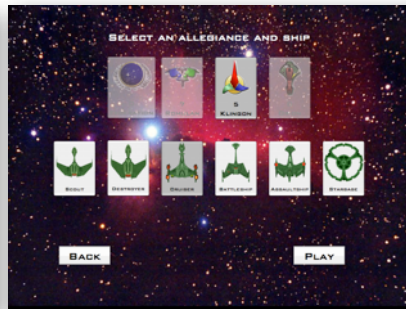 Select an allegiance and ship
5
Klingon
Scout
Destroyer
Cruiser
Battleship
Assaultship
Starbase
Back
Play